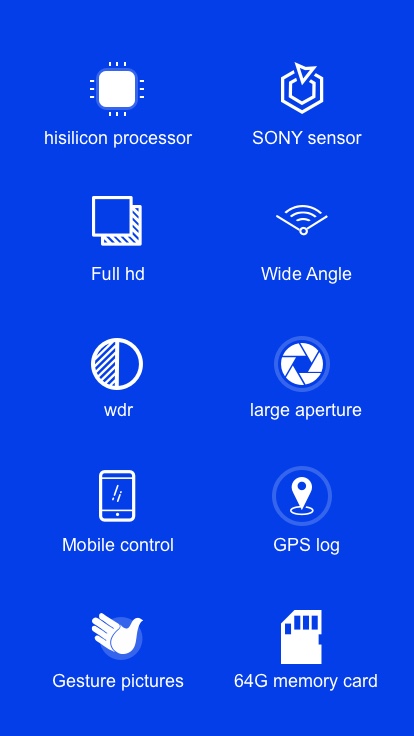 hisilicon processor
SONY sensor
Full hd
Wide Angle
wdr
large aperture
Mobile control
GPS log
Gesture pictures
64G memory card